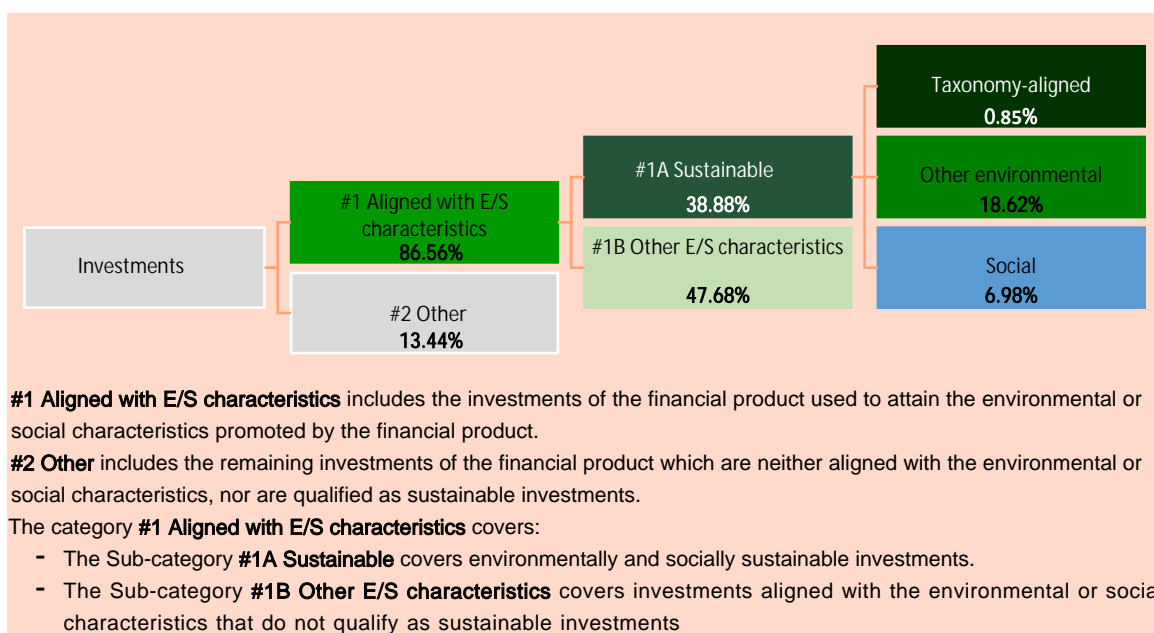 Investments
#1 Aligned with E/S
characteristics
86.56%
#2 Other
13.44%
#1A Sustainable
38.88%
#1B Other E/S characteristics
47.68%
Taxonomy-aligned
0.85%
Other environmental
18.62%
Social
6.98%
#1 Aligned with E/S characteristics includes the investments of the financial product used to attain the environmental or
social characteristics promoted by the financial product.
#2 Other includes the remaining investments of the financial product which are neither aligned with the environmental or
social characteristics, nor are qualified as sustainable investments.
The category #1 Aligned with E/S characteristics covers:
- The Sub-category #1A Sustainable covers environmentally and socially sustainable investments.
- The Sub-category #1B Other E/S characteristics covers investments aligned with the environmental or socia
characteristics that do not qualify as sustainable investments